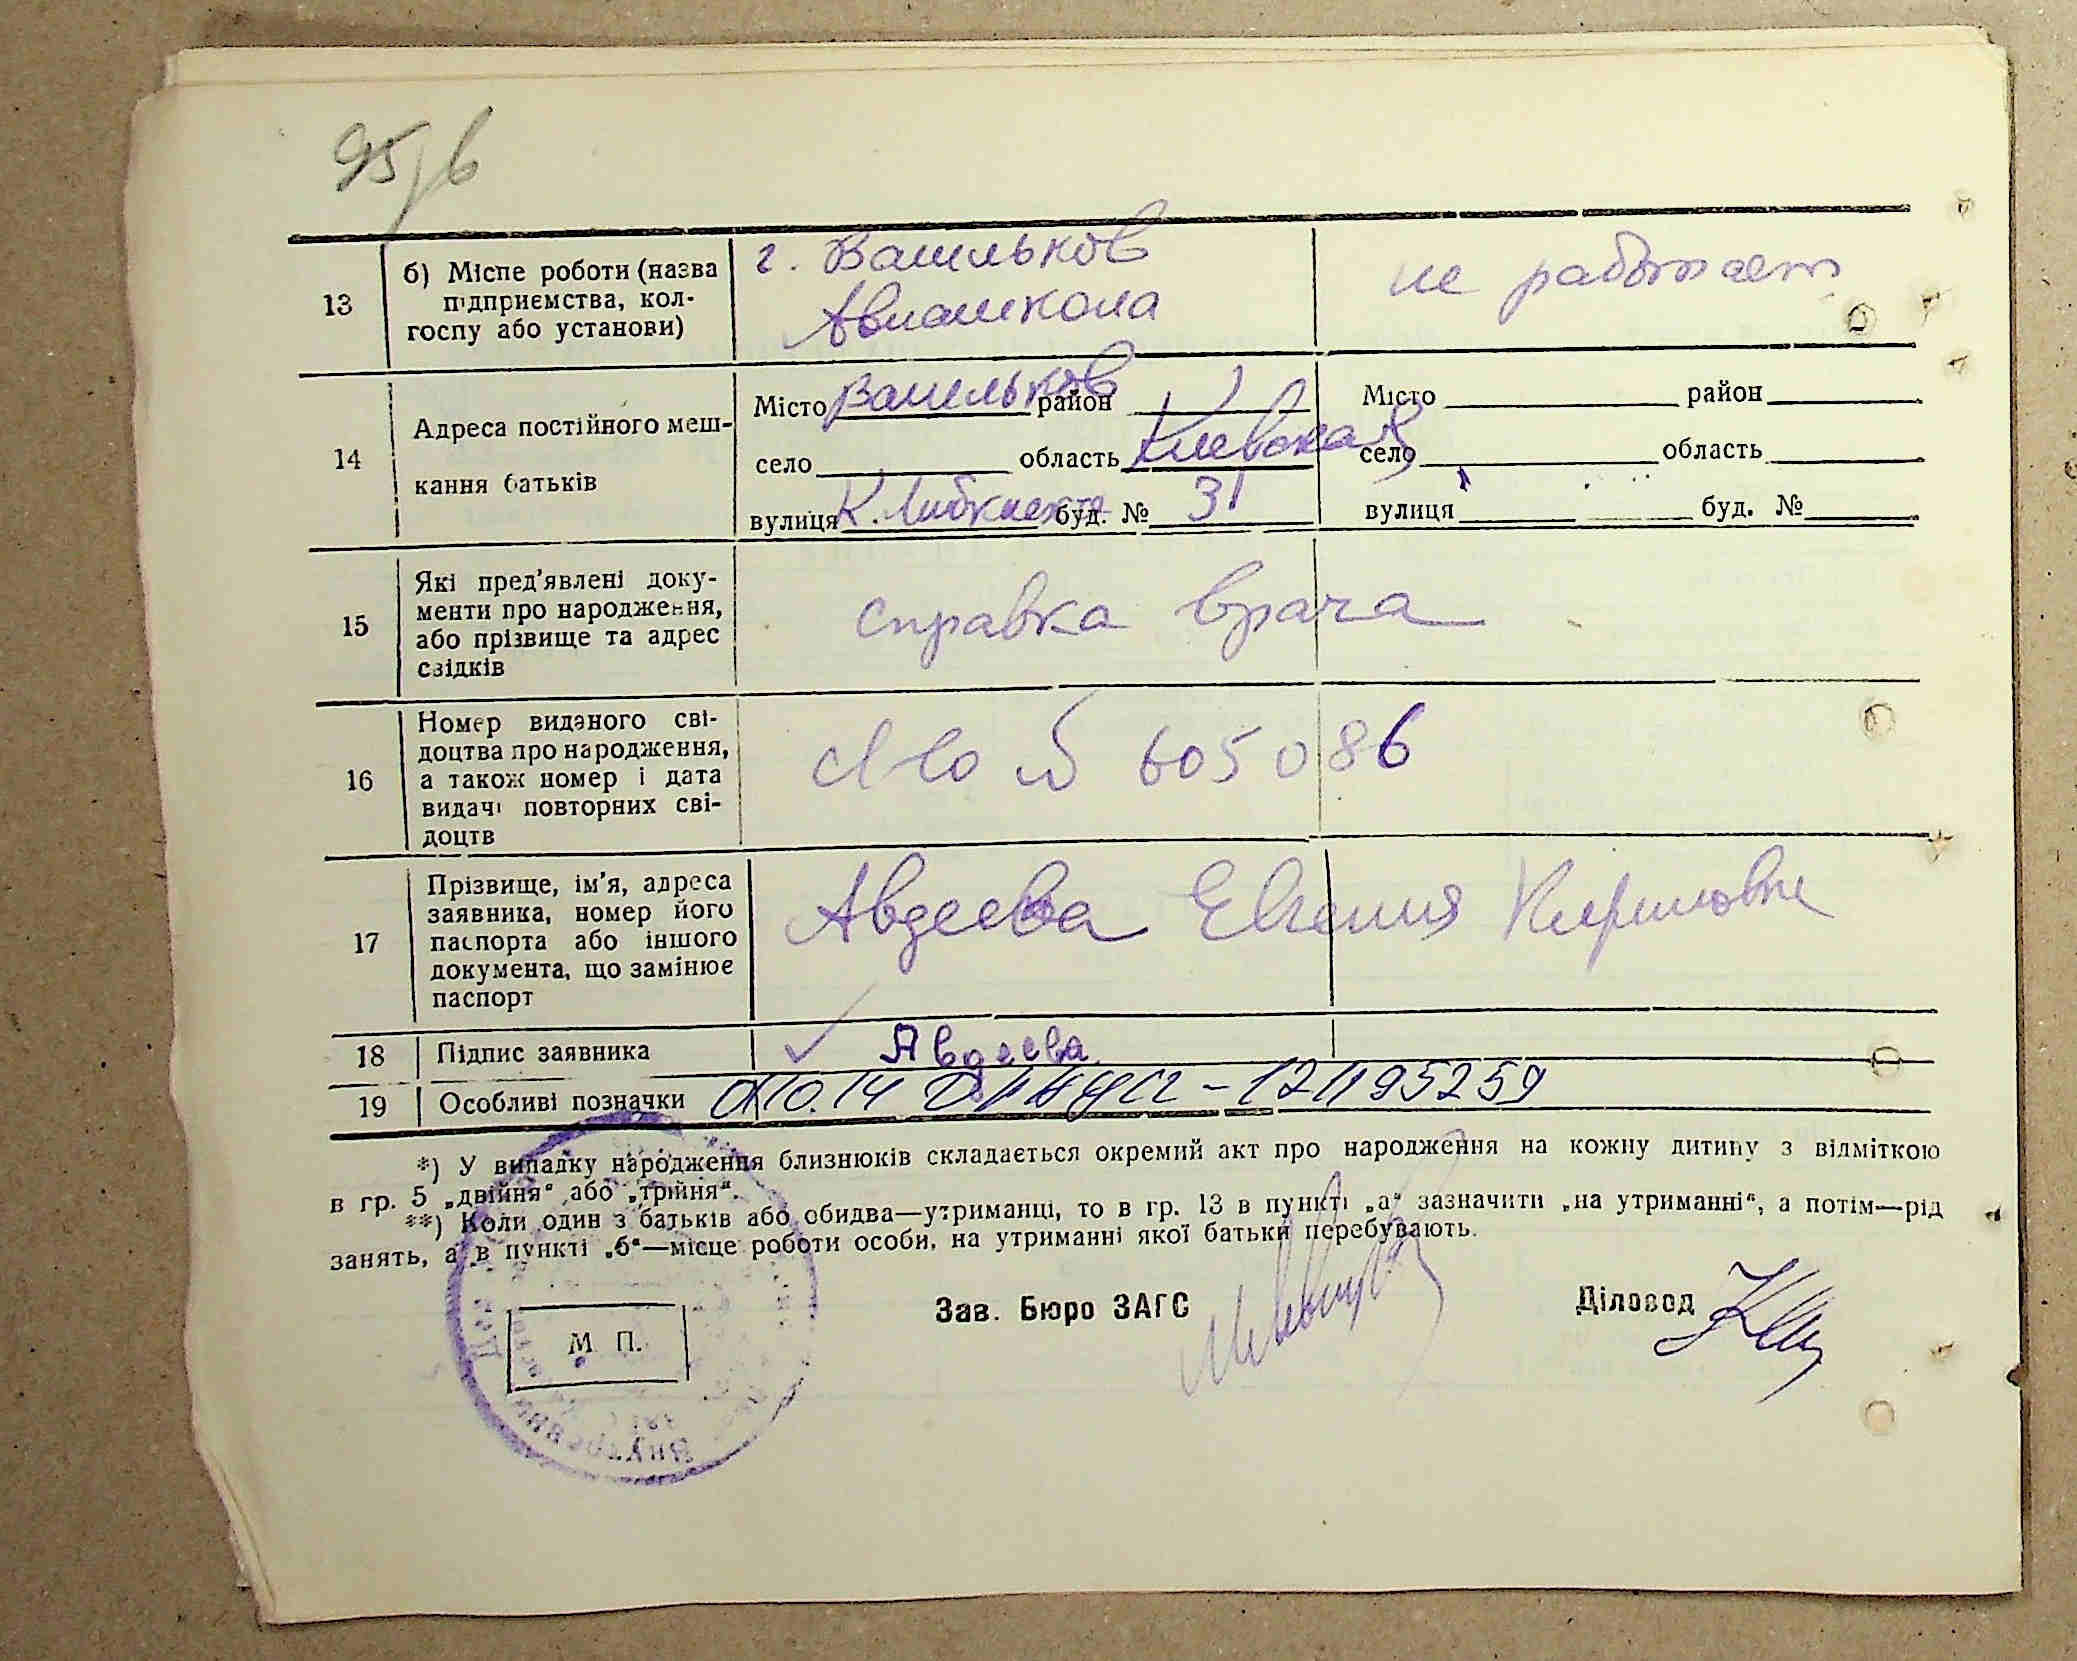 95/в
13
б) Місце роботи (назва
підприємства, кол-
госпу або установи)
г. Васильков
Авиашкола
не работает
14
Адреса постійного меш-
кання батьків
Місто Васильков район
село область Киевская
вулиця К. Либкнехта буд. № 31
Місто район
село область
вулиця буд. №
15
Які пред'явлені доку-
менти про народження,
або прізвище та адрес
свідків
справка врача
16
Номер виданого сві-
доцтва про народження,
а також номер і дата
видачі повторних сві-
доцтв
605086
17
Прізвище, ім'я, адреса
заявника, номер його
паспорта або іншого
документа, що замінює
паспорт
Авдеева Евгения Кирилловна
18
Підпис заявника
Авдеева
19
Особливі позначки
*) У випадку народження близнюків складається окремий акт про народження на кожну дитину з відміткою
в гр. 5 „двійня“ або „трійня“.
**) Коли один з батьків або обидва—утриманці, то в гр. 13 в пункті „а“ зазначити „на утриманні“, а потім—рід
занять, а в пункті „б“—місце роботи особи, на утриманні якої батьки перебувають.
Зав. Бюро ЗАГС
Діловод
М. П.